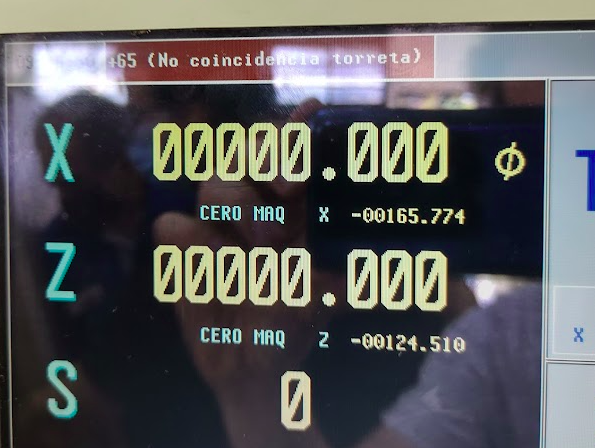 +65 (No coincidencia torreta)
X 00000.000 Ø
CERO MAQ X -00165.774
Z 00000.000
CERO MAQ Z -00124.510
S 0
X